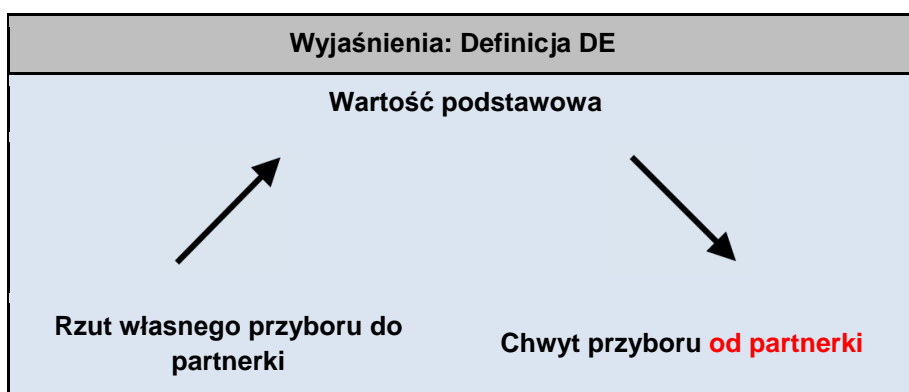 Wyjaśnienia: Definicja DE
Wartość podstawowa
Rzut własnego przyboru do
partnerki
Chwyt przyboru od partnerki